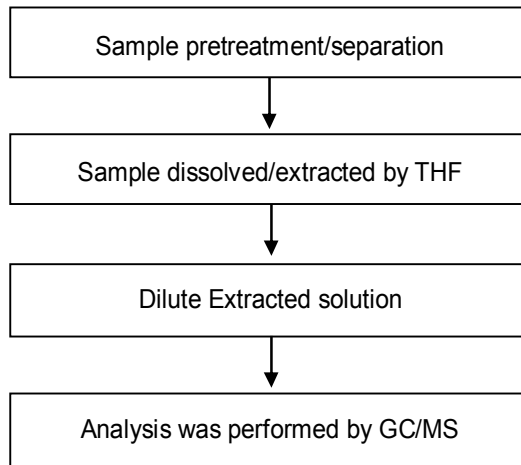 Sample pretreatment/separation
Sample dissolved/extracted by THF
Dilute Extracted solution
Analysis was performed by GC/MS